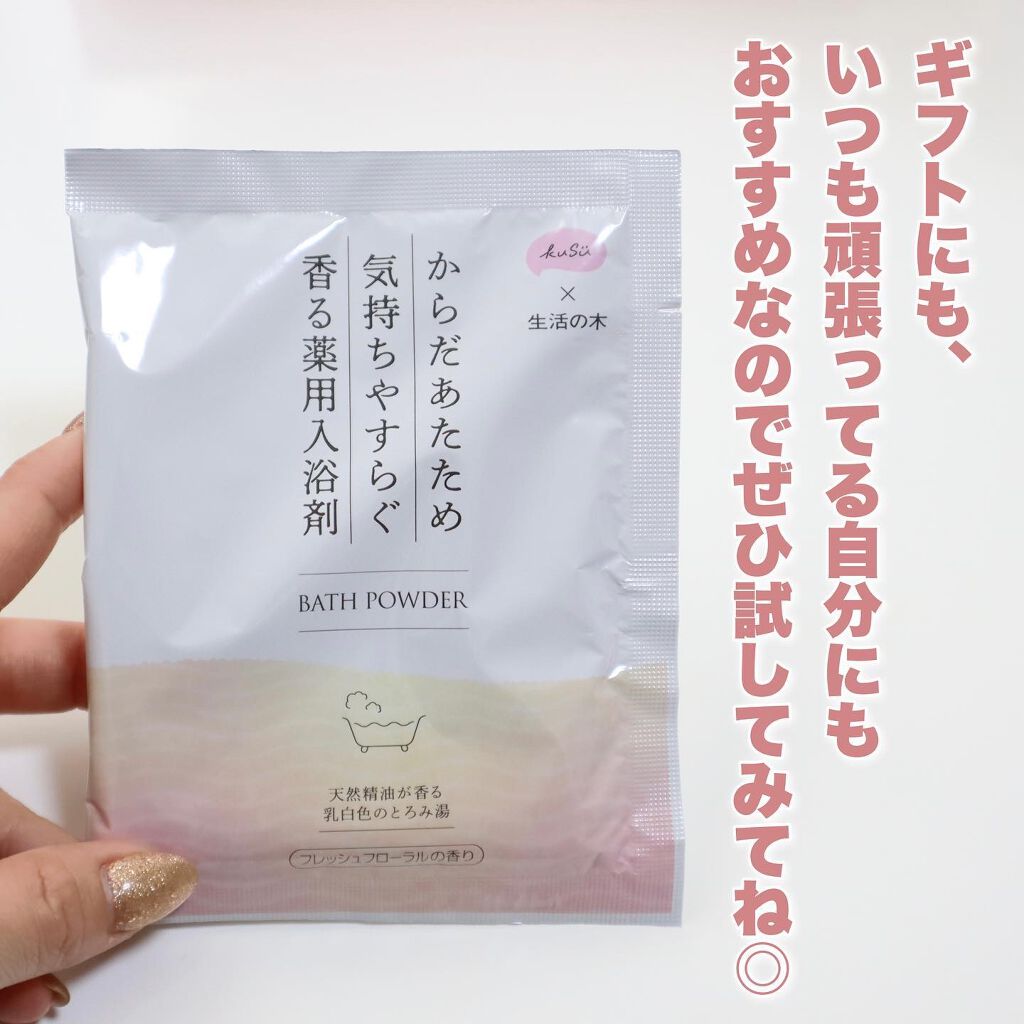 ギフトにも、
いつも頑張ってる自分にも
おすすめなのでぜひ試してみてね◎
kusü
×
生活の木
からだあたため
気持ちやすらぐ
香る薬用入浴剤
BATH POWDER
天然精油が香る
乳白色のとろみ湯
フレッシュフローラルの香り